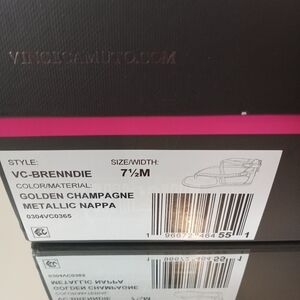 VINCECAMUTO.COM
STYLE: SIZE/WIDTH:
VC-BRENNDIE 7½M
COLOR/MATERIAL:
GOLDEN CHAMPAGNE
METALLIC NAPPA
0304VC0365